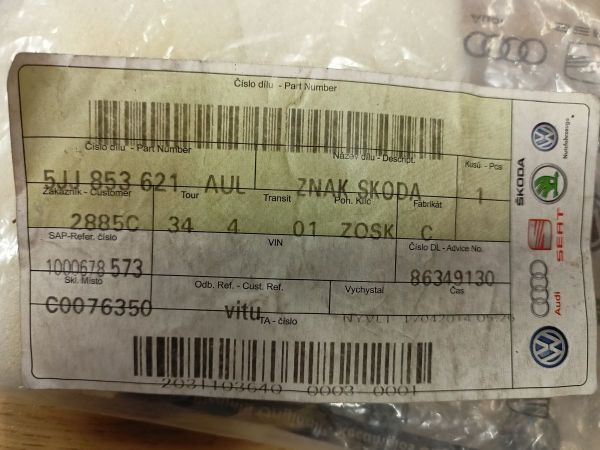 Číslo dílu - Part Number
Číslo dílu - Part Number Název dílu - Descript. Kusů - Pcs
5JJ 853 621 AUL ZNAK SKODA 1
Zákazník - Customer Tour Transit Poh. Klíč Fabrikát
2885C 34 4 01 ZOSK C
SAP-Refer. číslo VIN Číslo DL - Advice No.
1000678 573 86349130
Skl. Místo Odb. Ref. - Cust. Ref. Vychystal Čas
C0076350 vitu
TA - číslo
2031103640 0003 0001
Nutzfahrzeuge
ŠKODA
SEAT
Audi
Audi